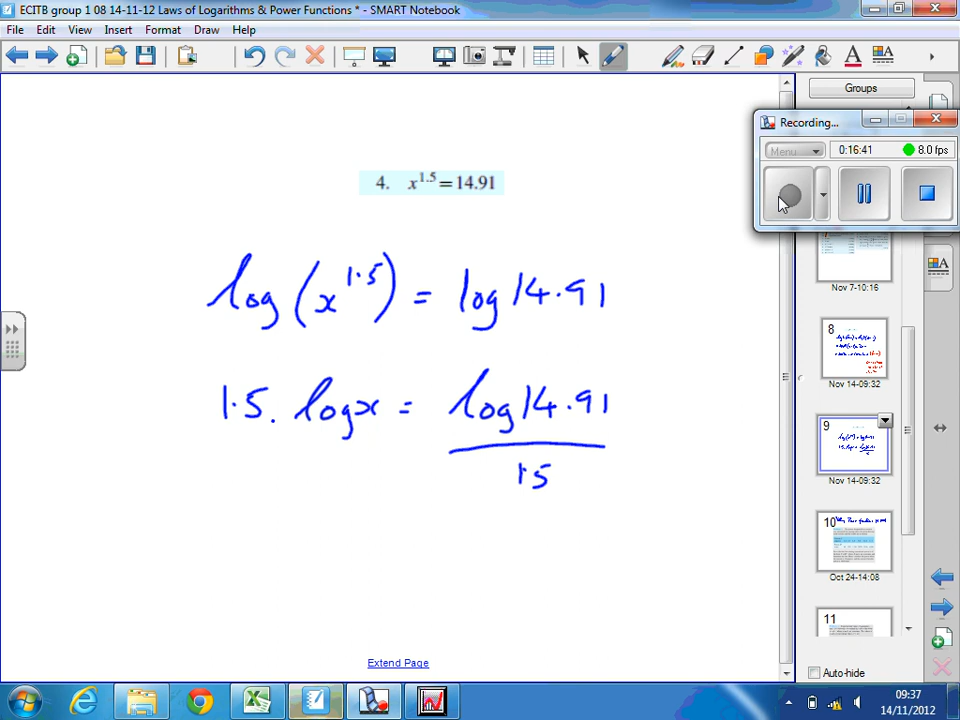 ECITB group 1 08 14-11-12 Laws of Logarithms & Power Functions * - SMART Notebook
File Edit View Insert Format Draw Help
Groups
Recording...
Menu 0:16:41 8.0 fps
4. x^1.5=14.91
log(x^1.5) = log 14.91
1.5. log x = log 14.91
1.5
Nov 7-10:16
8
Nov 14-09:32
9
Nov 14-09:32
10
Oct 24-14:08
11
Extend Page
Auto-hide
09:37
14/11/2012